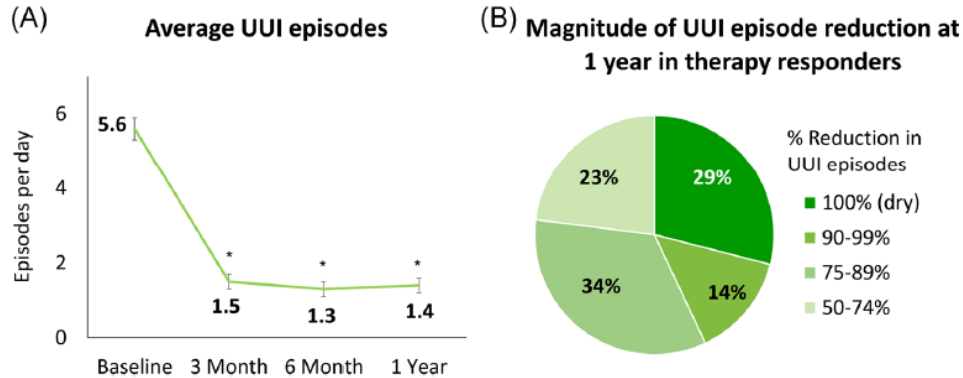 (A)
Average UUI episodes
Episodes per day
6
4
2
0
5.6
*
*
*
1.5
1.3
1.4
Baseline
3 Month
6 Month
1 Year
(B)
Magnitude of UUI episode reduction at
1 year in therapy responders
23%
29%
34%
14%
% Reduction in
UUI episodes
100% (dry)
90-99%
75-89%
50-74%